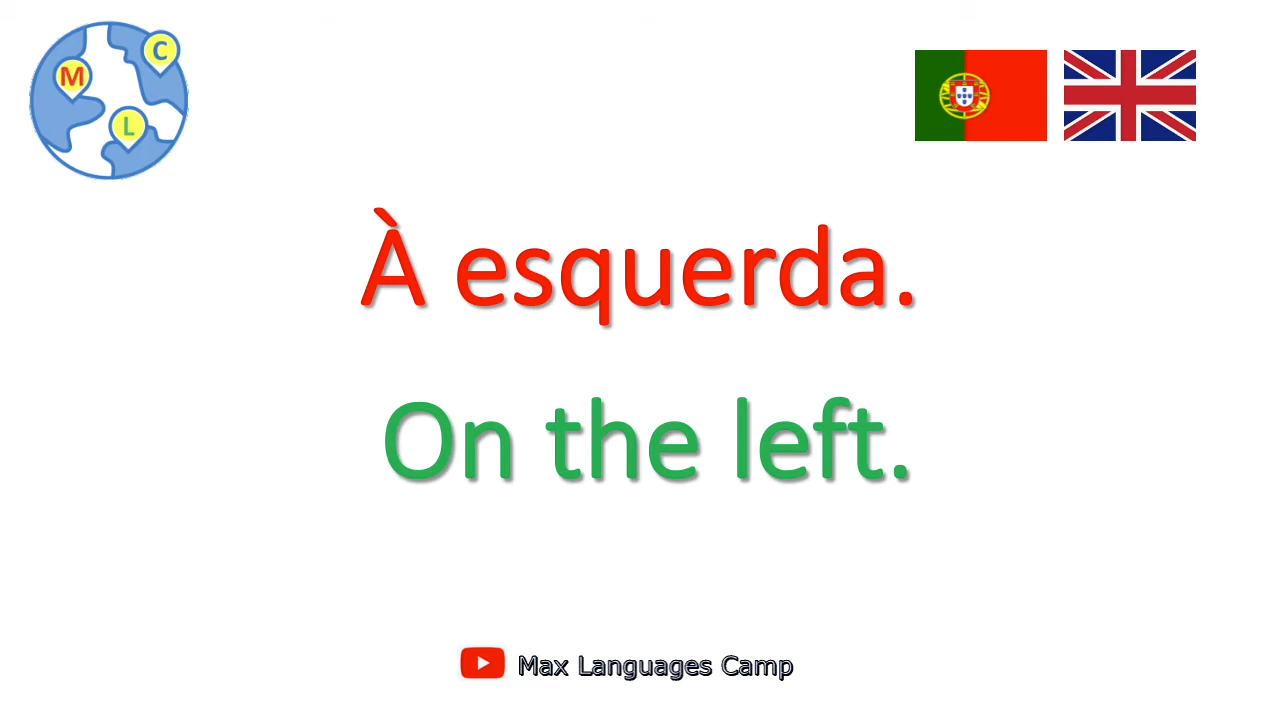 M
C
L
À esquerda.
On the left.
Max Languages Camp